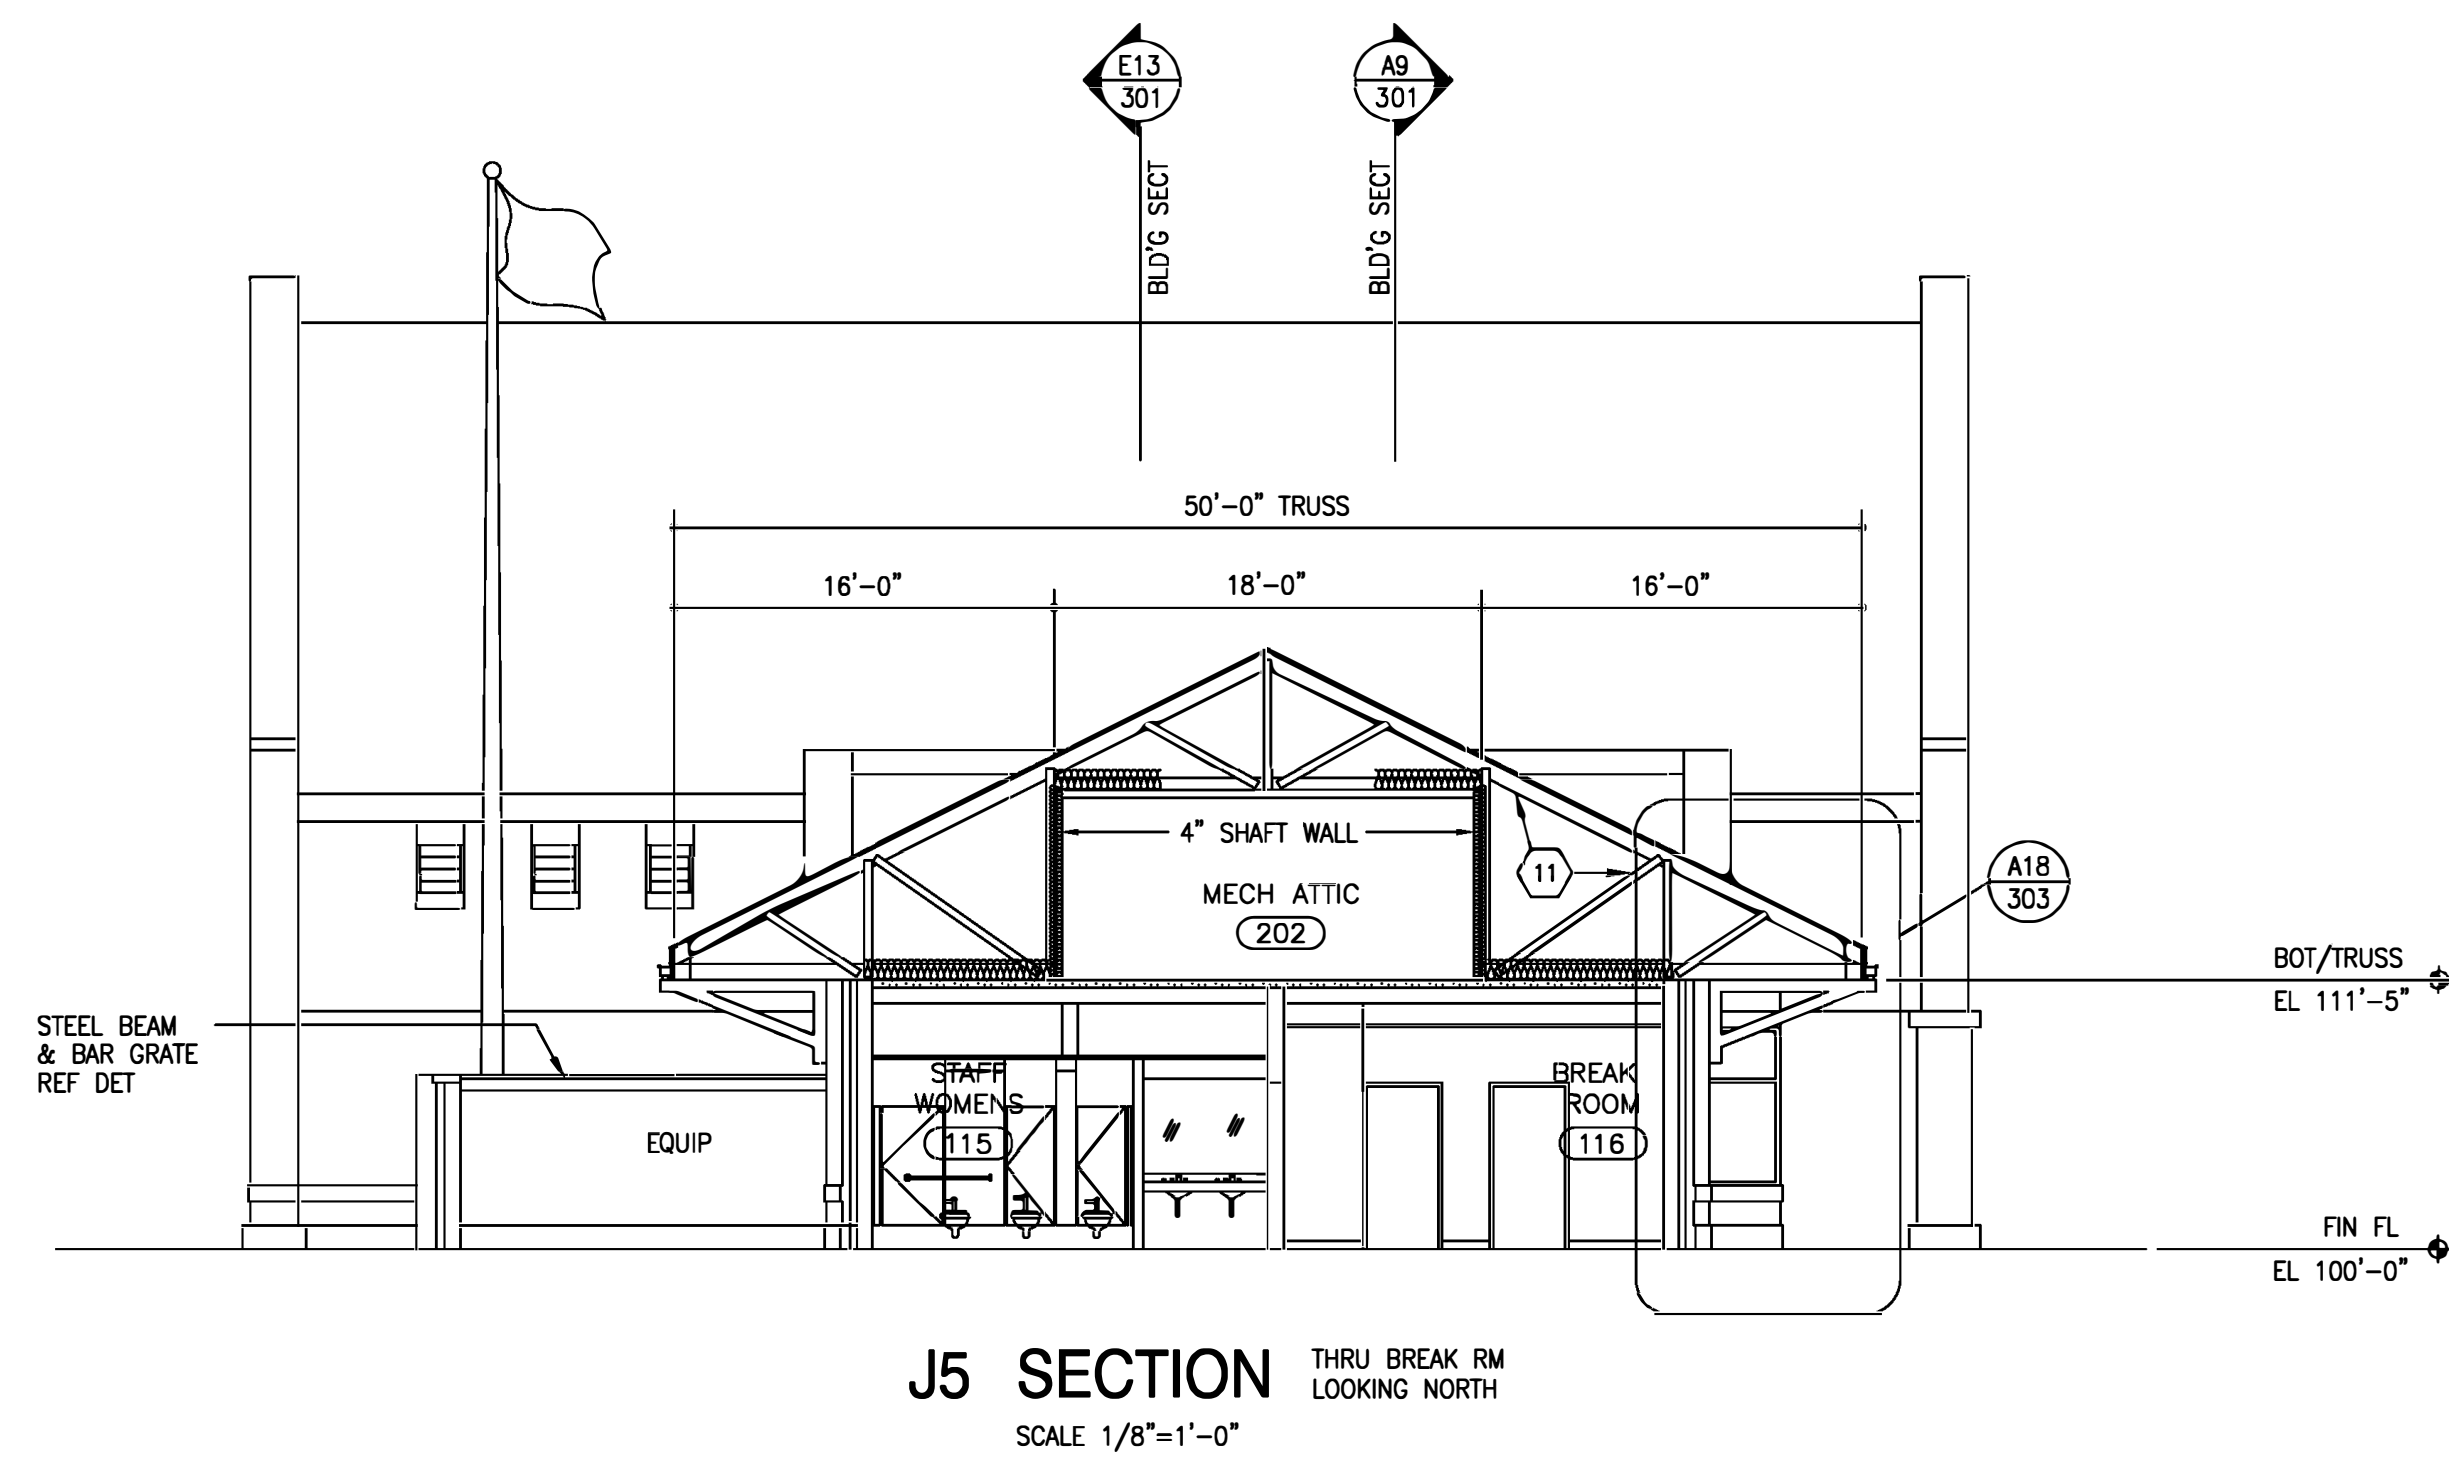 E13
301
A9
301
BLD'G SECT
BLD'G SECT
50'-0" TRUSS
16'-0"
18'-0"
16'-0"
4" SHAFT WALL
11
MECH ATTIC
202
A18
303
BOT/TRUSS
EL 111'-5"
STEEL BEAM
& BAR GRATE
REF DET
EQUIP
STAFF
WOMENS
115
BREAK
ROOM
116
FIN FL
EL 100'-0"
J5 SECTION
THRU BREAK RM
LOOKING NORTH
SCALE 1/8"=1'-0"